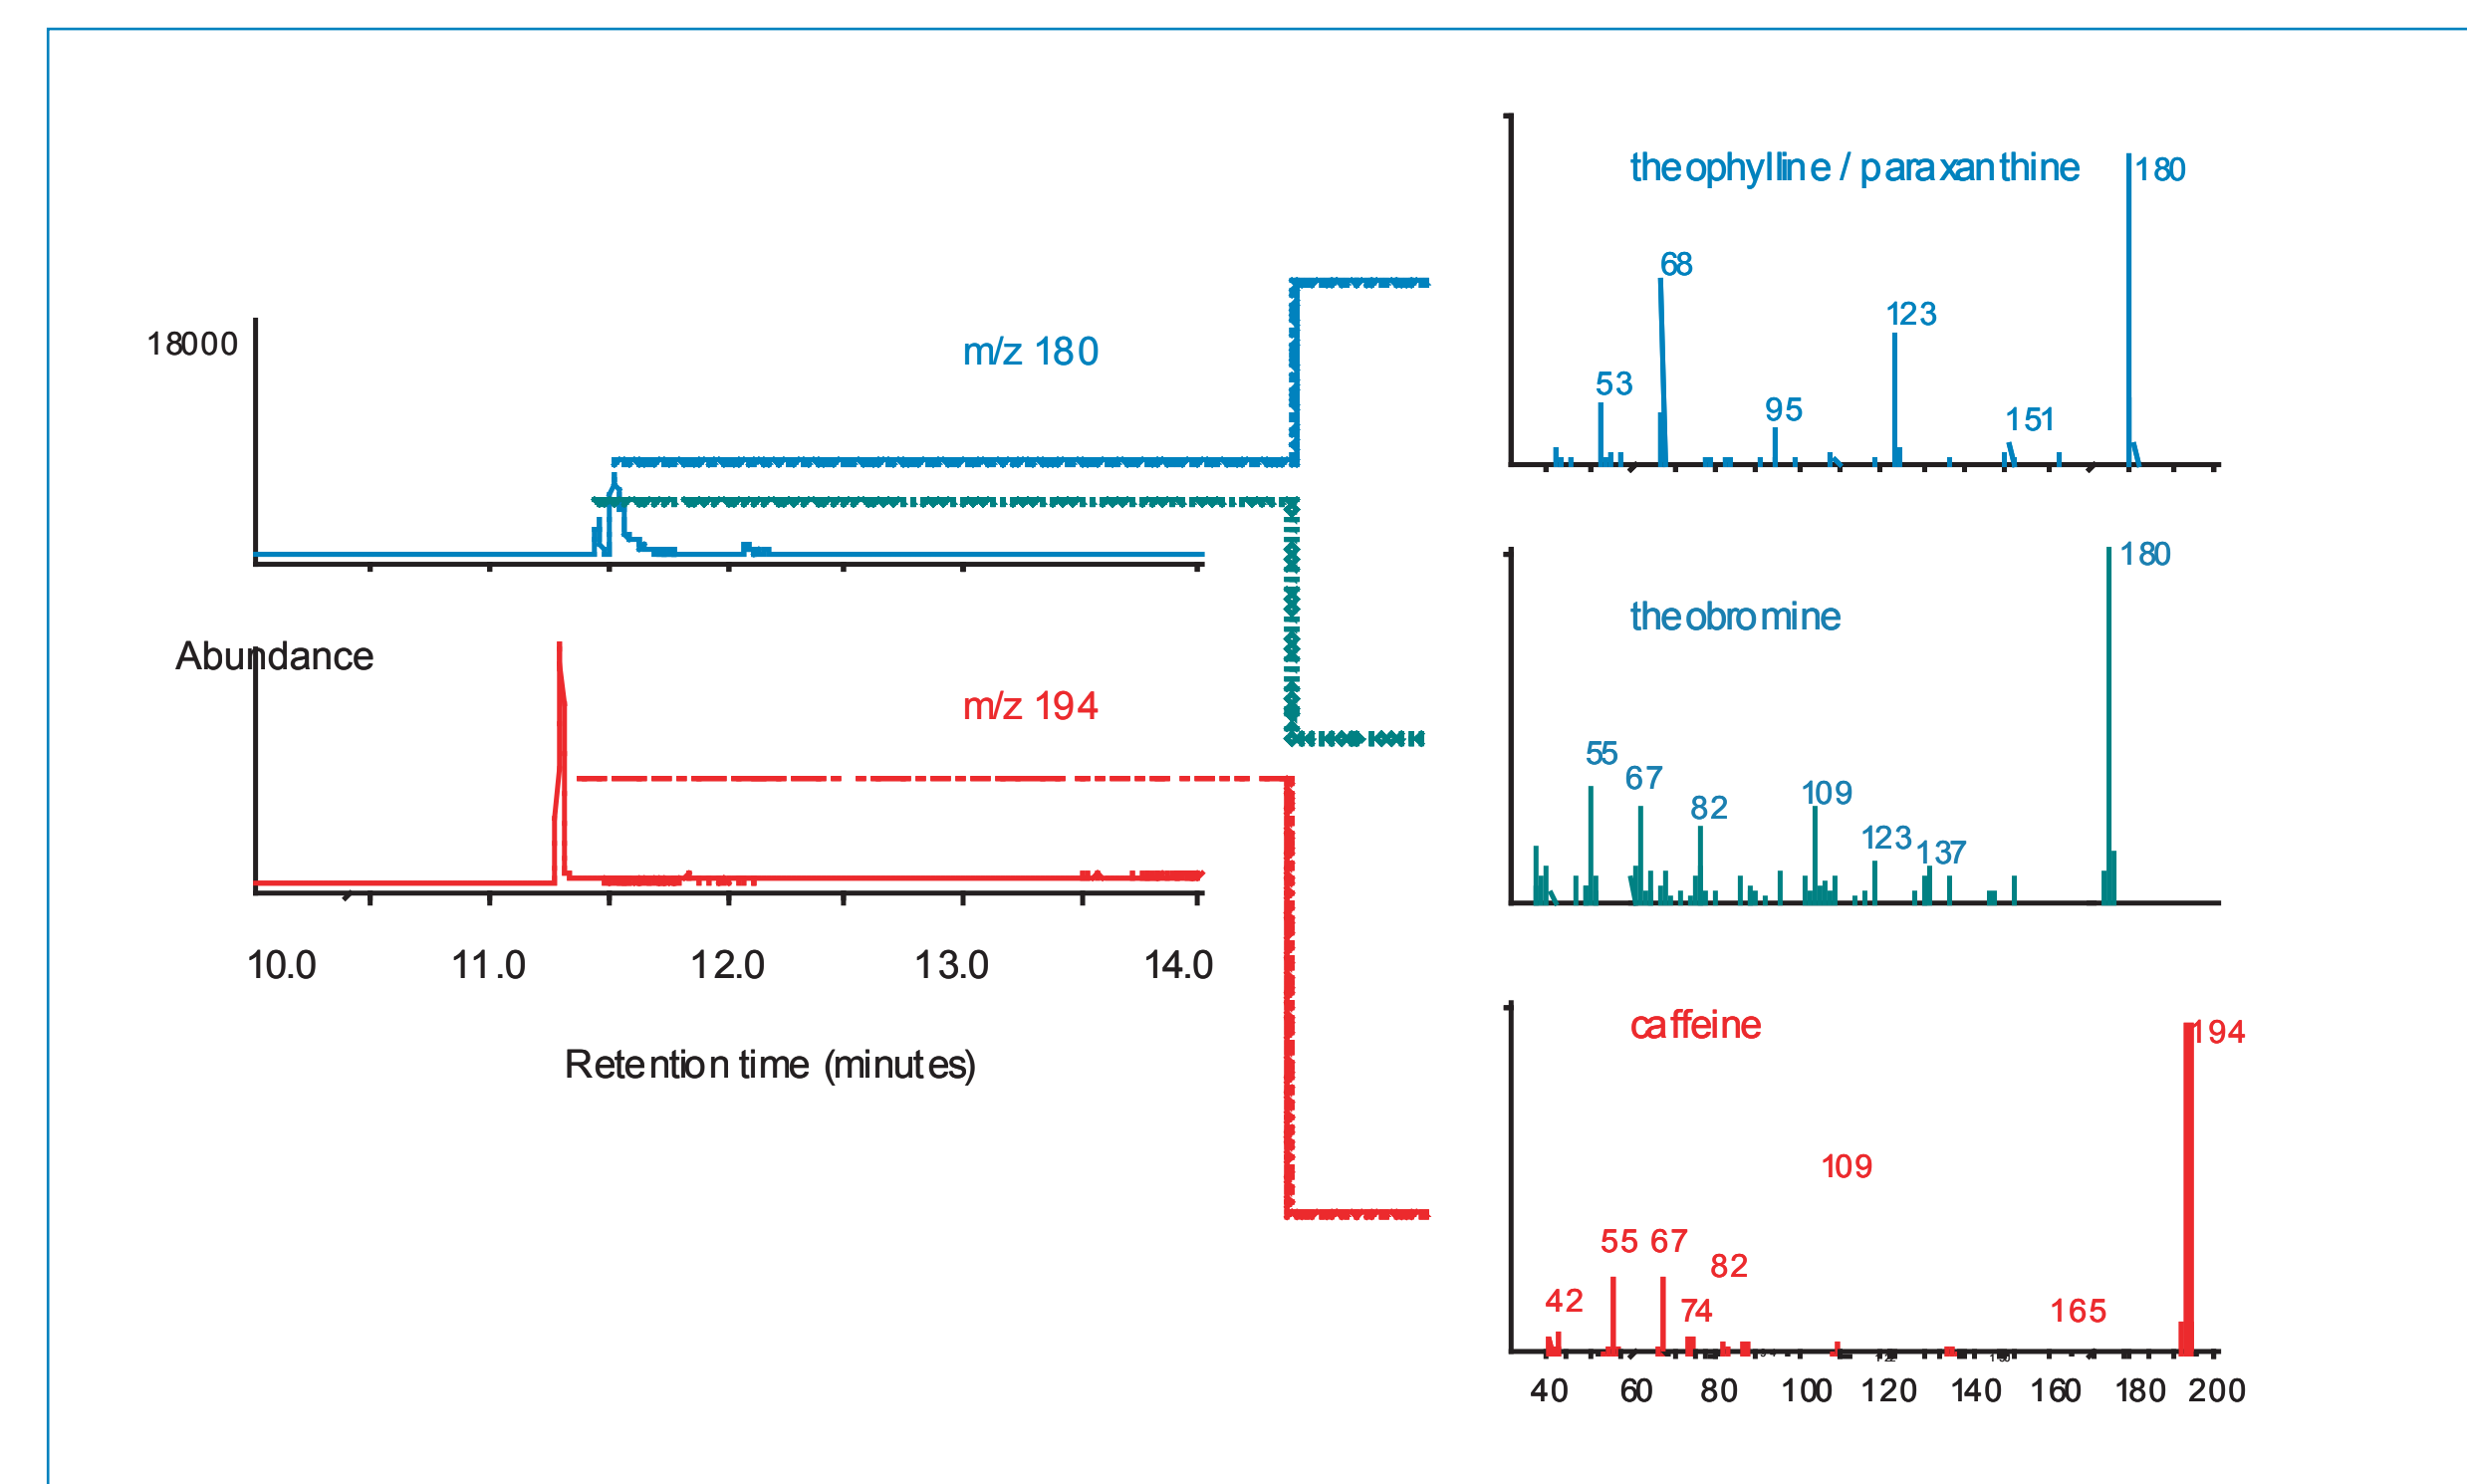 theophylline / paraxanthine
180
68
123
53
95
151
18000
m/z 180
theobromine
180
55
67
82
109
123
137
Abundance
m/z 194
10.0 11.0 12.0 13.0 14.0
Retention time (minutes)
caffeine
194
109
55 67
82
42
74
165
40 60 80 100 120 140 160 180 200